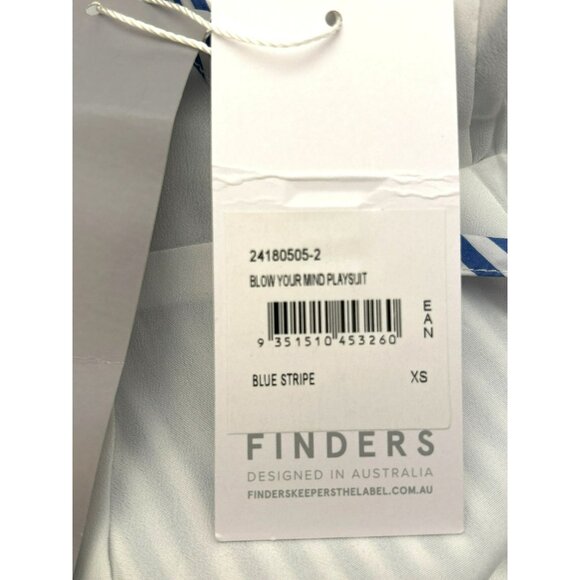 24180505-2
BLOW YOUR MIND PLAYSUIT
EAN
9 351510 453260
BLUE STRIPE XS
FINDERS
DESIGNED IN AUSTRALIA
FINDERSKEEPERSTHELABEL.COM.AU